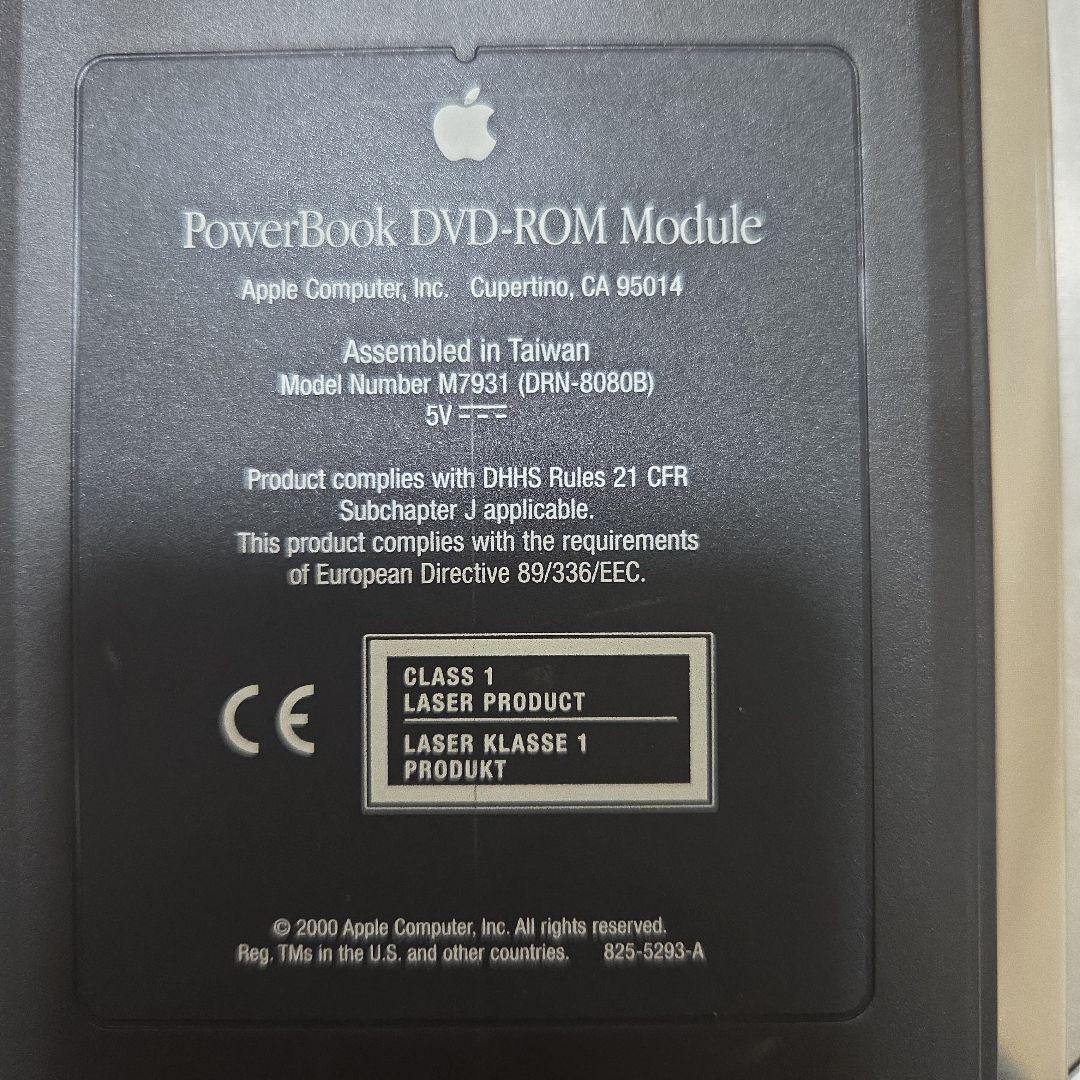 PowerBook DVD-ROM Module
Apple Computer, Inc. Cupertino, CA 95014
Assembled in Taiwan
Model Number M7931 (DRN-8080B)
5V ⎓
Product complies with DHHS Rules 21 CFR
Subchapter J applicable.
This product complies with the requirements
of European Directive 89/336/EEC.
CE
CLASS 1
LASER PRODUCT
LASER KLASSE 1
PRODUKT
© 2000 Apple Computer, Inc. All rights reserved.
Reg. TMs in the U.S. and other countries. 825-5293-A